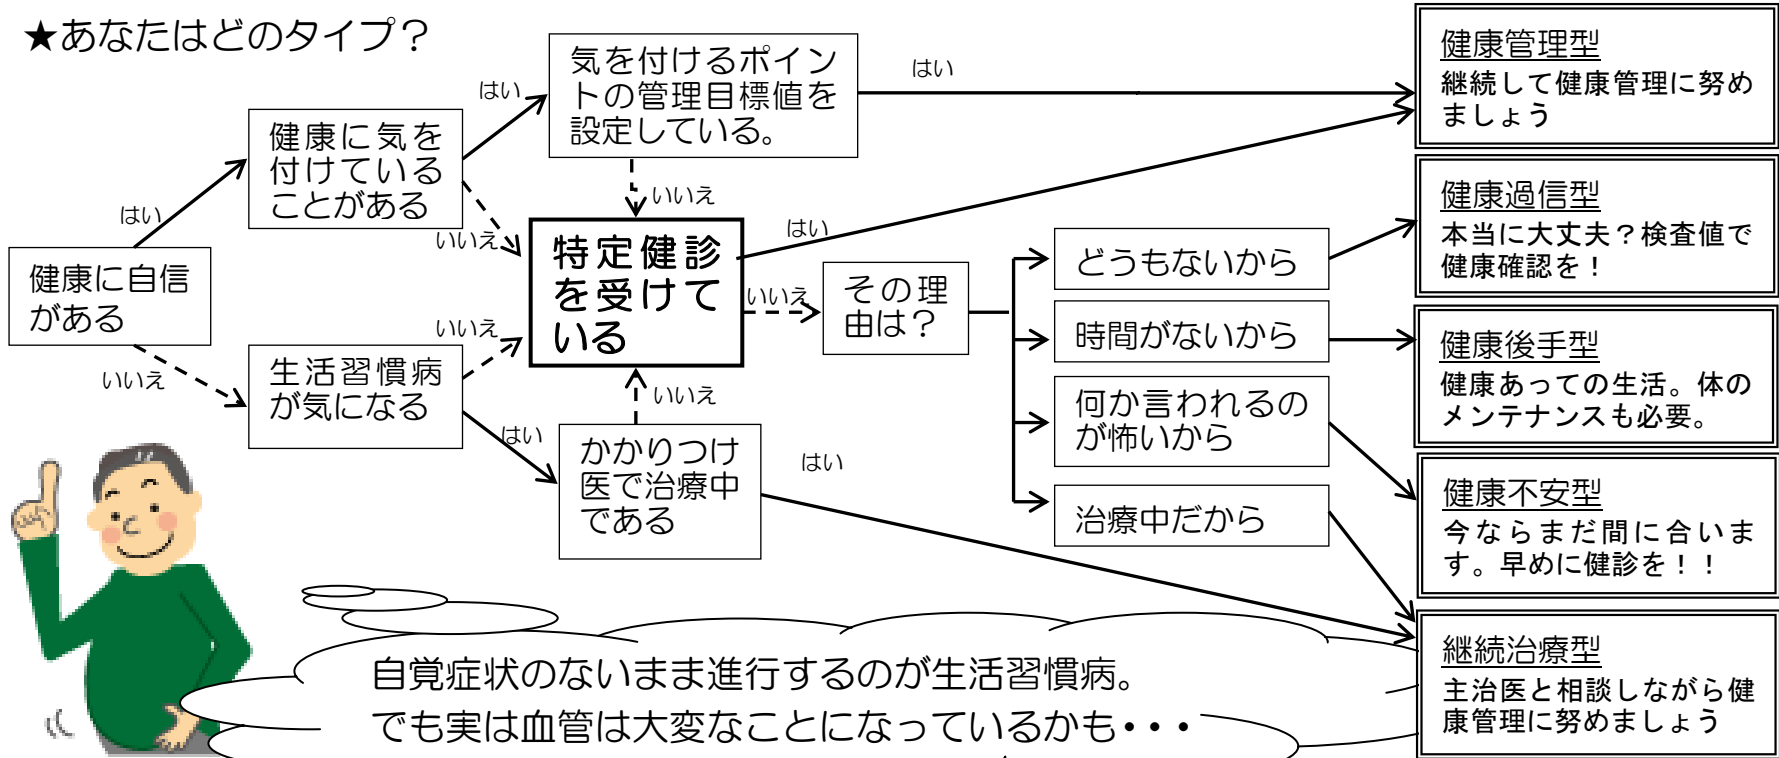 ★あなたはどのタイプ？
健康に自信
がある
はい
いいえ
健康に気を
付けている
ことがある
はい
いいえ
生活習慣病
が気になる
いいえ
はい
気を付けるポイン
トの管理目標値を
設定している。
はい
いいえ
特定健診
を受けて
いる
はい
いいえ
かかりつけ
医で治療中
である
いいえ
はい
その理
由は？
どうもないから
時間がないから
何か言われるの
が怖いから
治療中だから
健康管理型
継続して健康管理に努め
ましょう
健康過信型
本当に大丈夫？検査値で
健康確認を！
健康後手型
健康あっての生活。体の
メンテナンスも必要。
健康不安型
今ならまだ間に合いま
す。早めに健診を！！
継続治療型
主治医と相談しながら健
康管理に努めましょう
自覚症状のないまま進行するのが生活習慣病。
でも実は血管は大変なことになっているかも・・・